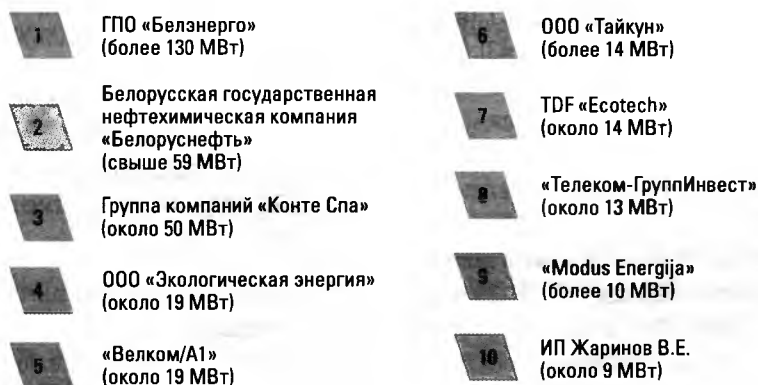 1
ГПО «Белэнерго»
(более 130 МВт)
2
Белорусская государственная
нефтехимическая компания
«Белоруснефть»
(свыше 59 МВт)
3
Группа компаний «Конте Спа»
(около 50 МВт)
4
ООО «Экологическая энергия»
(около 19 МВт)
5
«Велком/А1»
(около 19 МВт)
6
ООО «Тайкун»
(более 14 МВт)
7
TDF «Ecotech»
(около 14 МВт)
8
«Телеком-ГруппИнвест»
(около 13 МВт)
9
«Modus Energija»
(более 10 МВт)
10
ИП Жаринов В.Е.
(около 9 МВт)